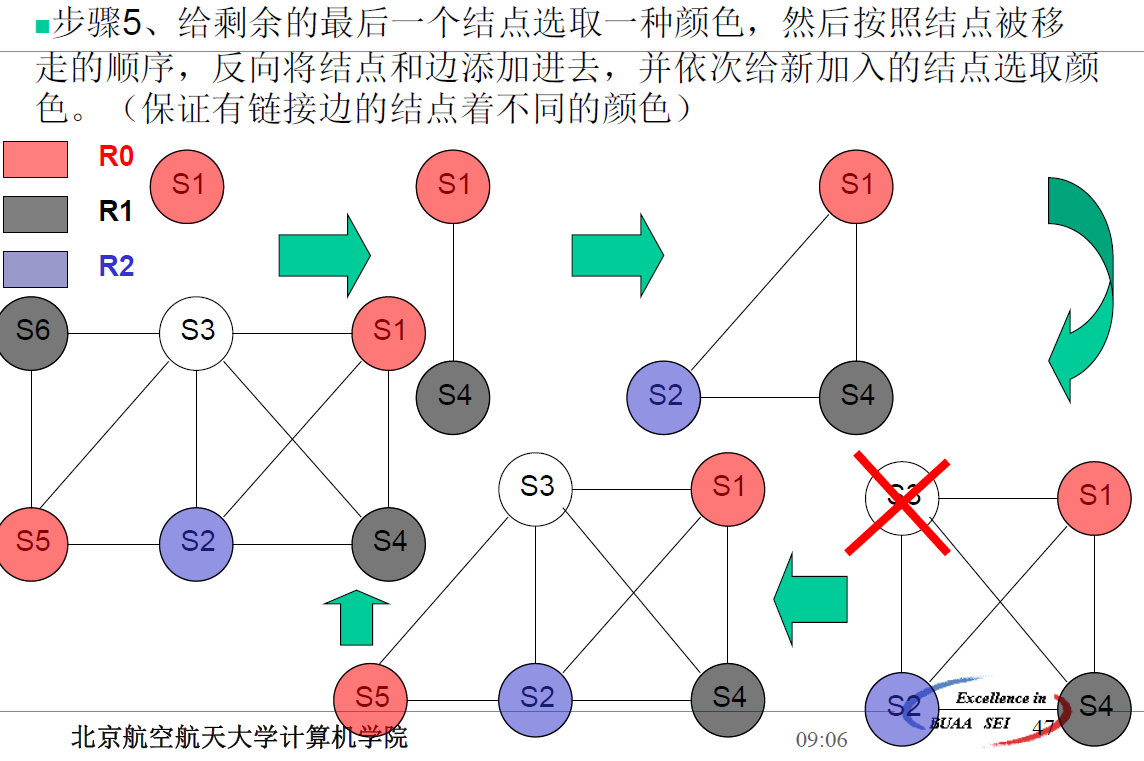 步骤5、给剩余的最后一个结点选取一种颜色，然后按照结点被移
走的顺序，反向将结点和边添加进去，并依次给新加入的结点选取颜
色。（保证有链接边的结点着不同的颜色）
R0
R1
R2
S1
S1
S4
S1
S2
S4
S6
S3
S1
S5
S2
S4
S3
S1
S5
S2
S4
S3
S1
S2
S4
Excellence in
BUAA SEI
北京航空航天大学计算机学院
09:06
47